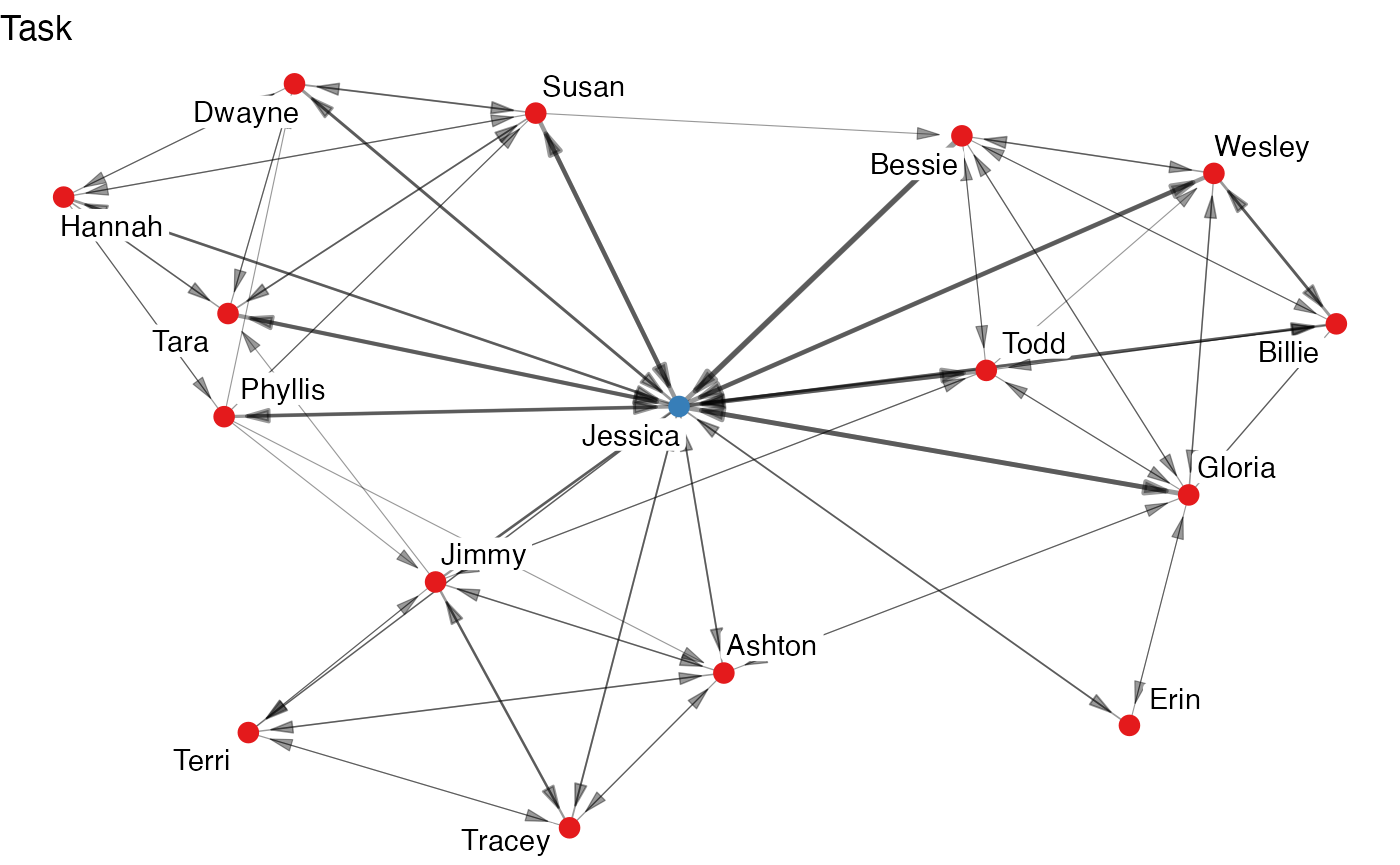 Task
Susan
Dwayne
Wesley
Bessie
Hannah
Tara
Todd
Billie
Phyllis
Jessica
Gloria
Jimmy
Ashton
Erin
Terri
Tracey